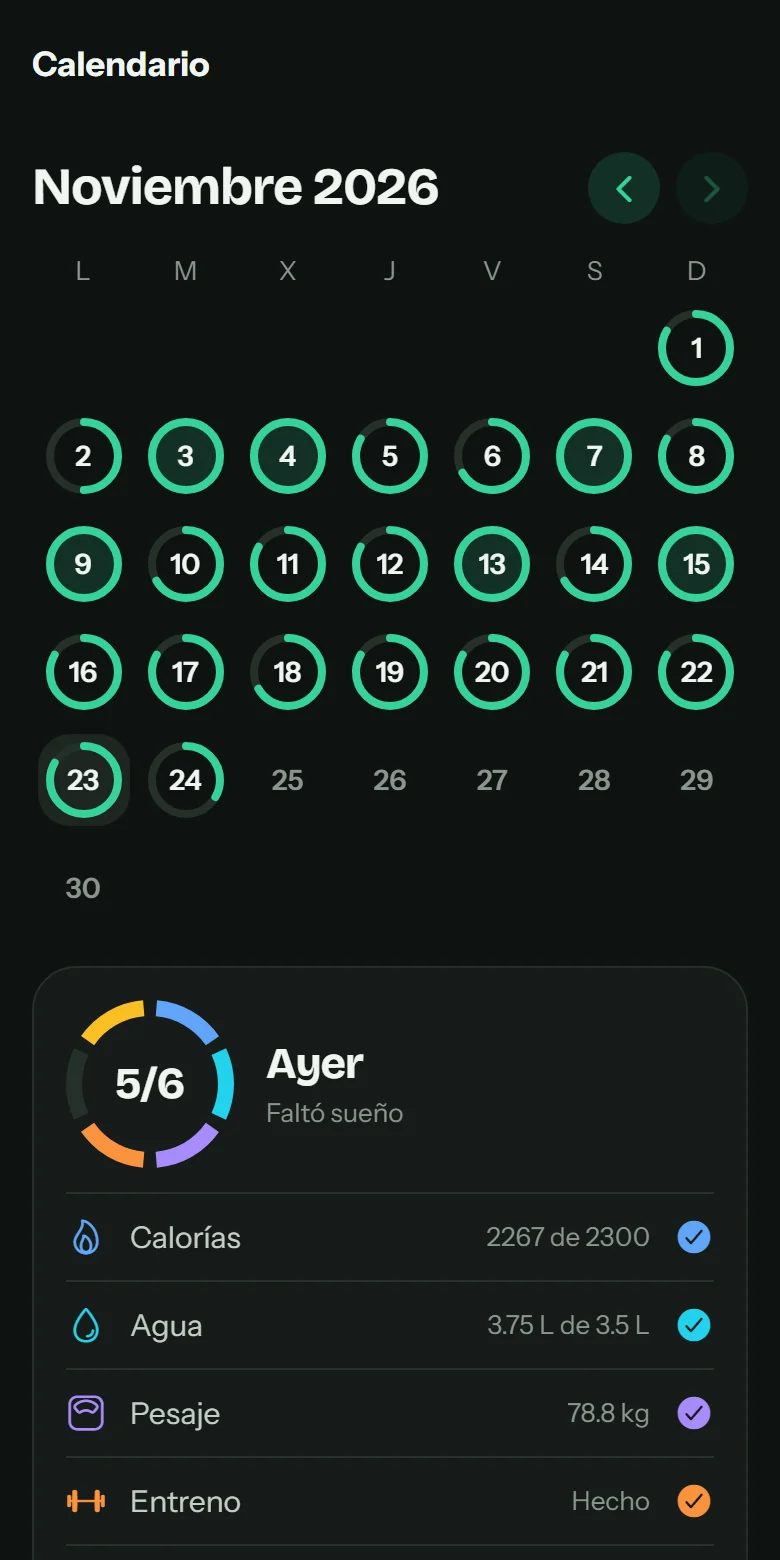 Calendario
Noviembre 2026
L M X J V S D
1
2 3 4 5 6 7 8
9 10 11 12 13 14 15
16 17 18 19 20 21 22
23 24 25 26 27 28 29
30
5/6
Ayer
Faltó sueño
Calorías 2267 de 2300
Agua 3.75 L de 3.5 L
Pesaje 78.8 kg
Entreno Hecho